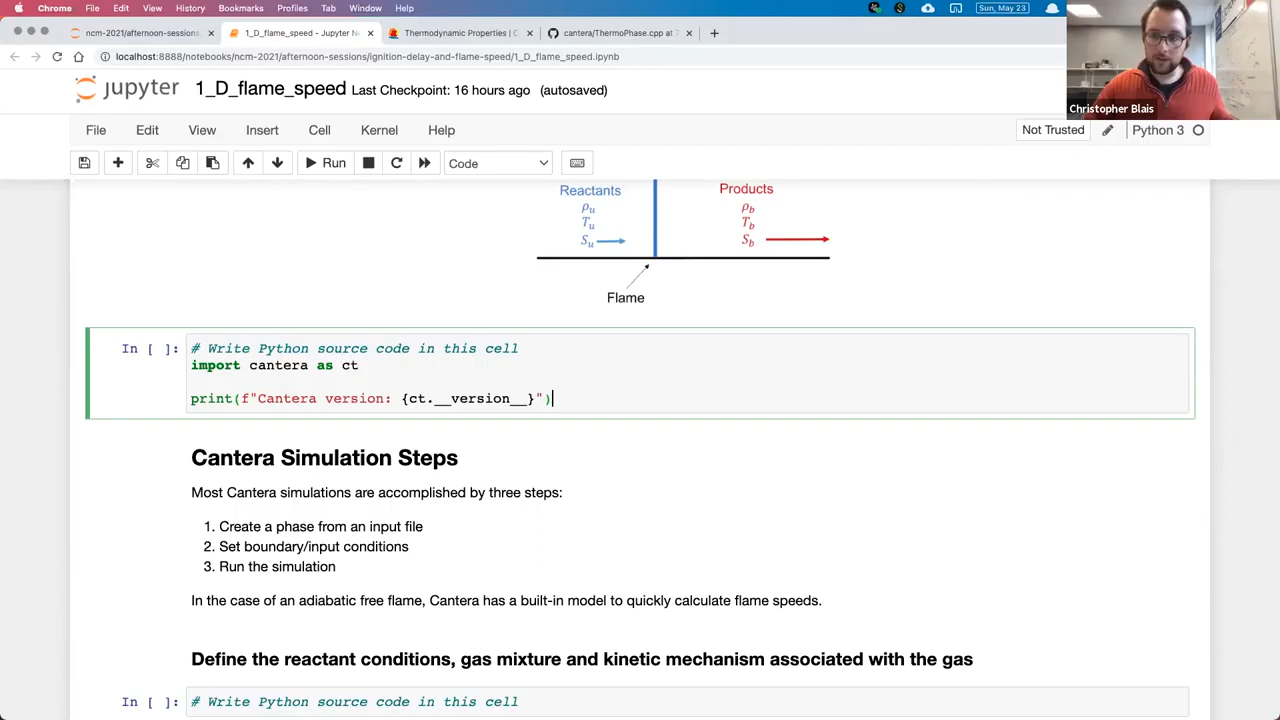 Chrome File Edit View History Bookmarks Profiles Tab Window Help Sun, May 23
ncm-2021/afternoon-sessions, 1_D_flame_speed - Jupyter Ne Thermodynamic Properties | C cantera/ThermoPhase.cpp at 7
localhost:8888/notebooks/ncm-2021/afternoon-sessions/ignition-delay-and-flame-speed/1_D_flame_speed.ipynb
jupyter 1_D_flame_speed Last Checkpoint: 16 hours ago (autosaved)
Christopher Blais
File Edit View Insert Cell Kernel Help Not Trusted Python 3
Run Code
Reactants Products
ρu ρb
Tu Tb
Su Sb
Flame
In [ ]: # Write Python source code in this cell
import cantera as ct
print(f"Cantera version: {ct.__version__}")
Cantera Simulation Steps
Most Cantera simulations are accomplished by three steps:
1. Create a phase from an input file
2. Set boundary/input conditions
3. Run the simulation
In the case of an adiabatic free flame, Cantera has a built-in model to quickly calculate flame speeds.
Define the reactant conditions, gas mixture and kinetic mechanism associated with the gas
In [ ]: # Write Python source code in this cell